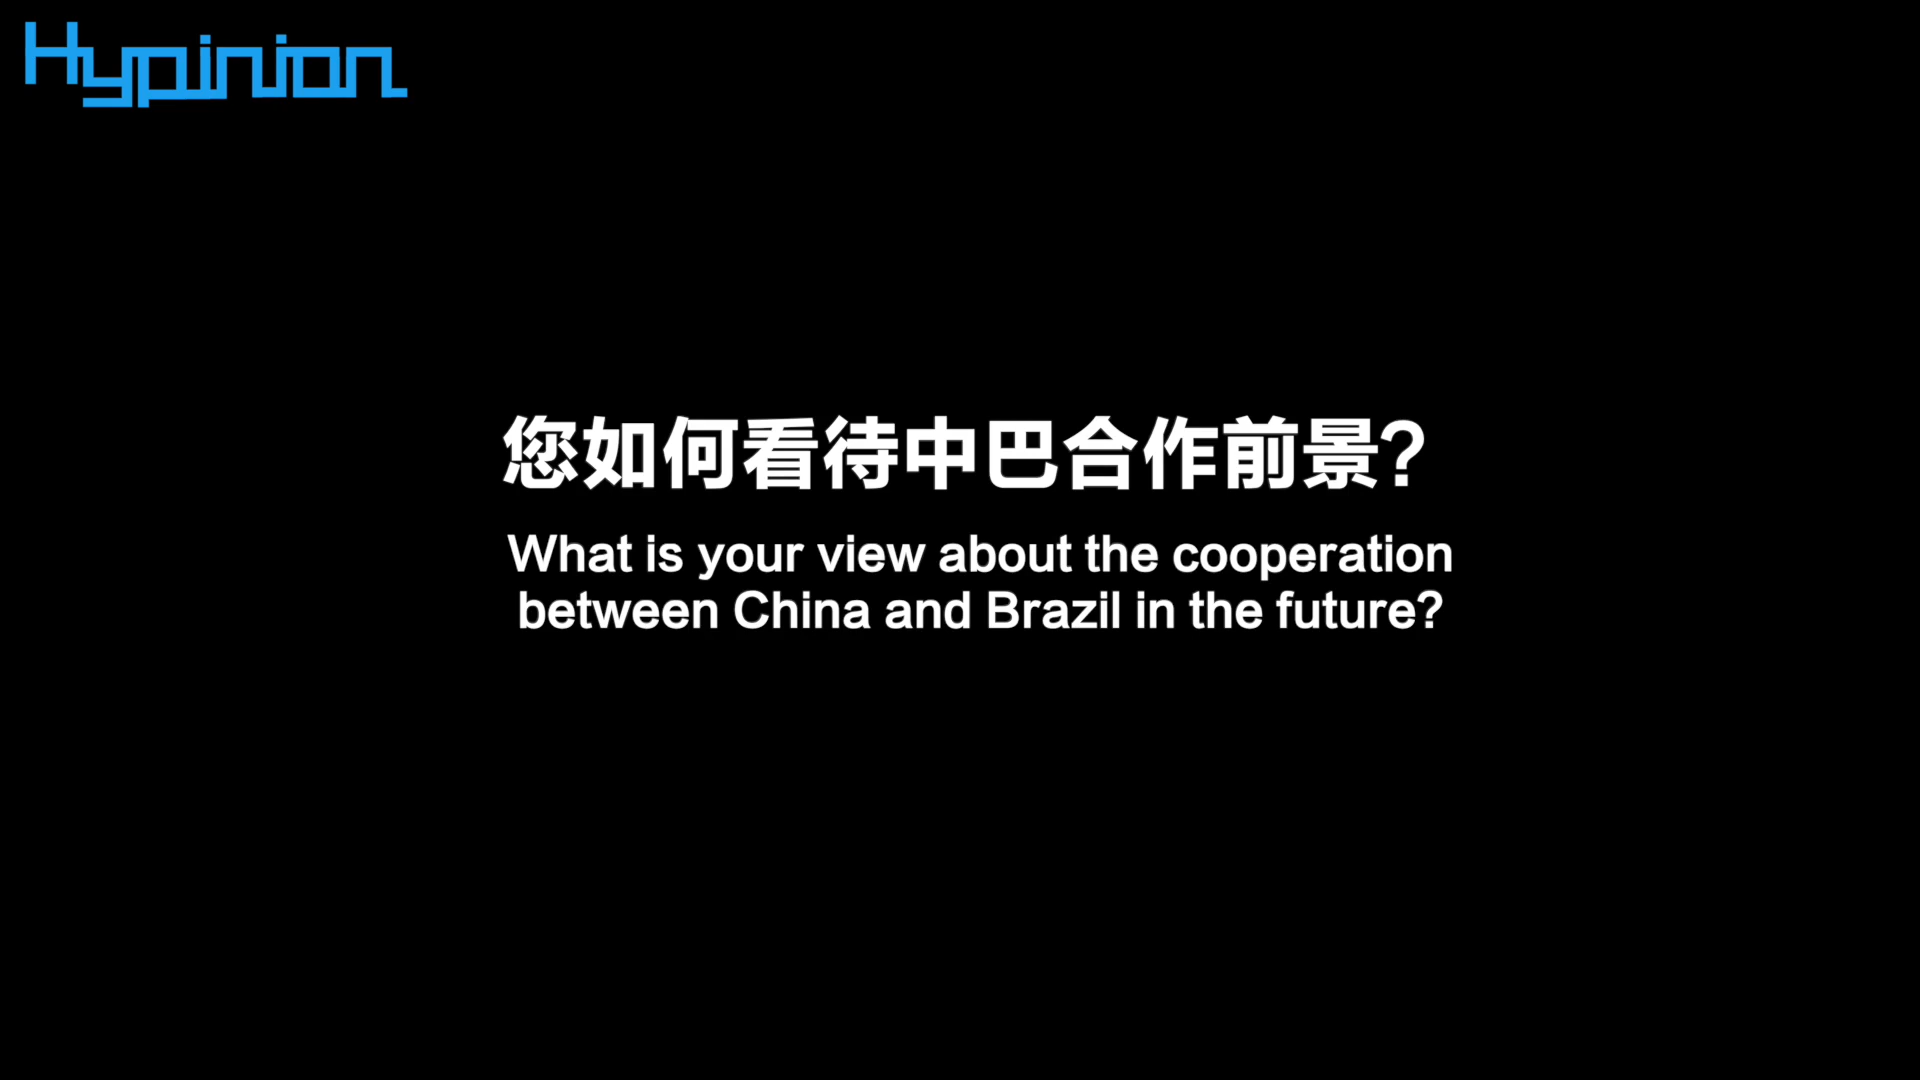 Hypinion
您如何看待中巴合作前景?
What is your view about the cooperation
between China and Brazil in the future?